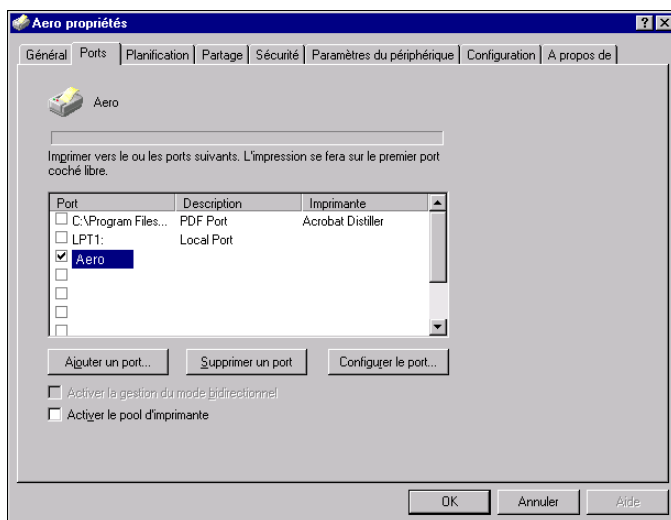 Aero propriétés
Général Ports Planification Partage Sécurité Paramètres du périphérique Configuration A propos de
Aero
Imprimer vers le ou les ports suivants. L'impression se fera sur le premier port
coché libre.
Port Description Imprimante
C:\Program Files... PDF Port Acrobat Distiller
LPT1: Local Port
Aero
Ajouter un port... Supprimer un port Configurer le port...
Activer la gestion du mode bidirectionnel
Activer le pool d'imprimante
OK Annuler Aide